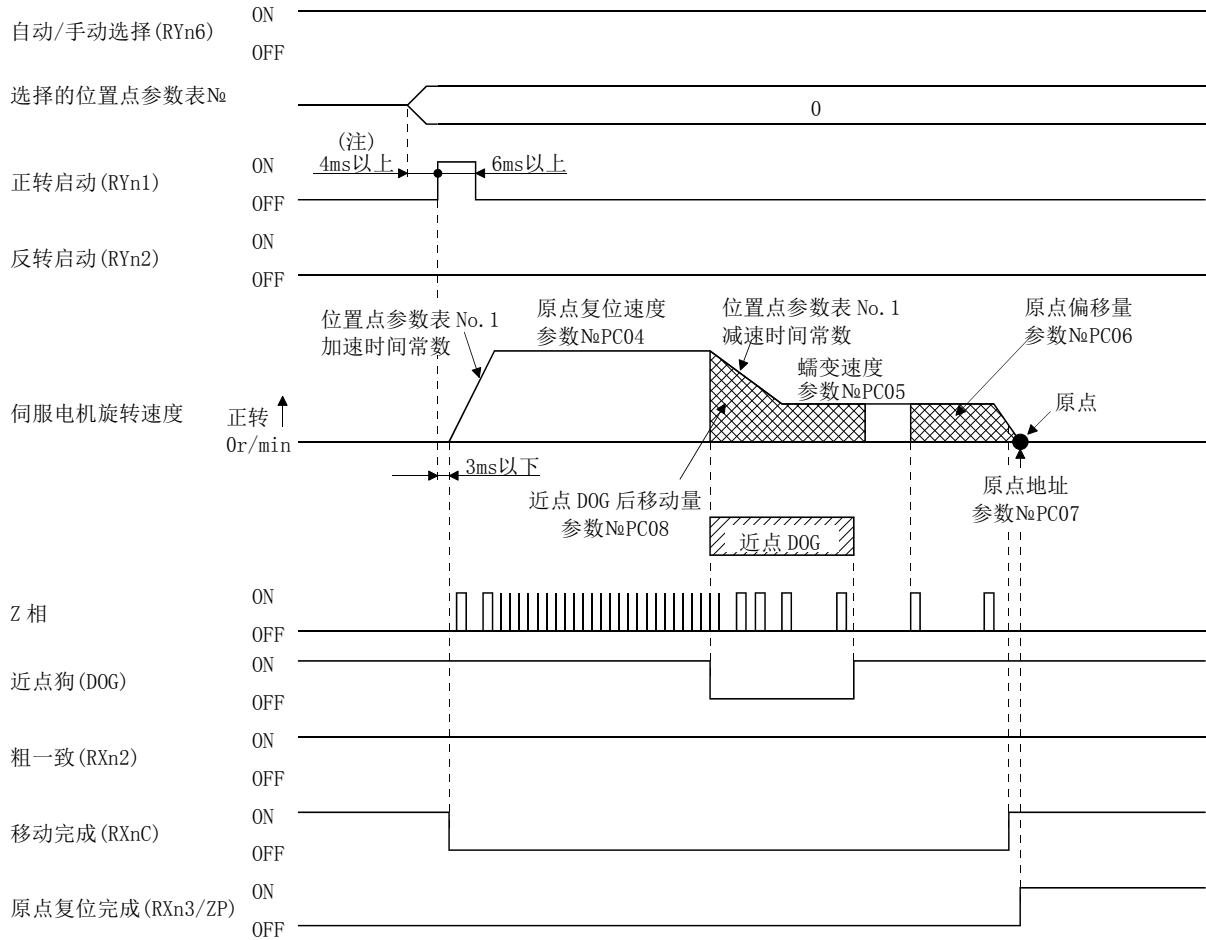 自动/手动选择(RYn6)
ON
OFF
选择的位置点参数表№
0
(注)
4ms以上
6ms以上
正转启动(RYn1)
ON
OFF
反转启动(RYn2)
ON
OFF
位置点参数表 No.1
加速时间常数
原点复位速度
参数№PC04
位置点参数表 No.1
减速时间常数
原点偏移量
参数№PC06
蠕变速度
参数№PC05
伺服电机旋转速度
正转
0r/min
原点
3ms以下
近点 DOG 后移动量
参数№PC08
原点地址
参数№PC07
近点 DOG
Z 相
ON
OFF
近点狗(DOG)
ON
OFF
粗一致(RXn2)
ON
OFF
移动完成(RXnC)
ON
OFF
原点复位完成(RXn3/ZP)
ON
OFF